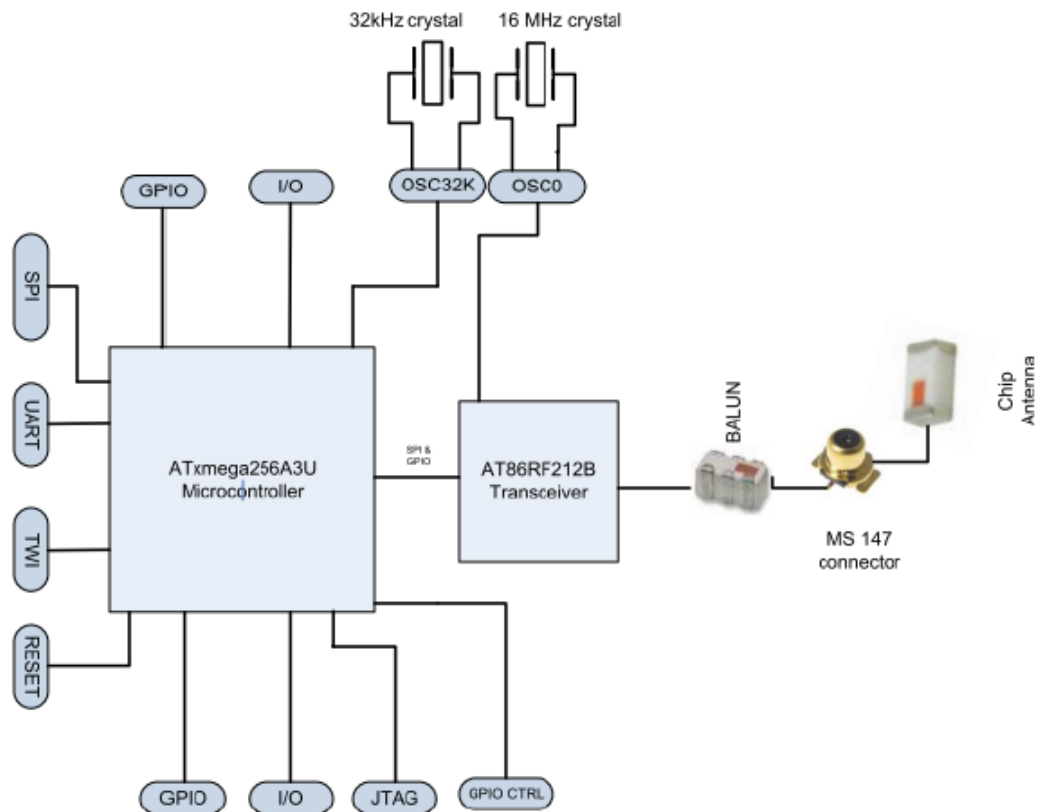 32kHz crystal
16 MHz crystal
GPIO
I/O
OSC32K
OSC0
SPI
UART
TWI
RESET
ATxmega256A3U
Microcontroller
SPI &
GPIO
AT86RF212B
Transceiver
BALUN
MS 147
connector
Chip
Antenna
GPIO
I/O
JTAG
GPIO CTRL